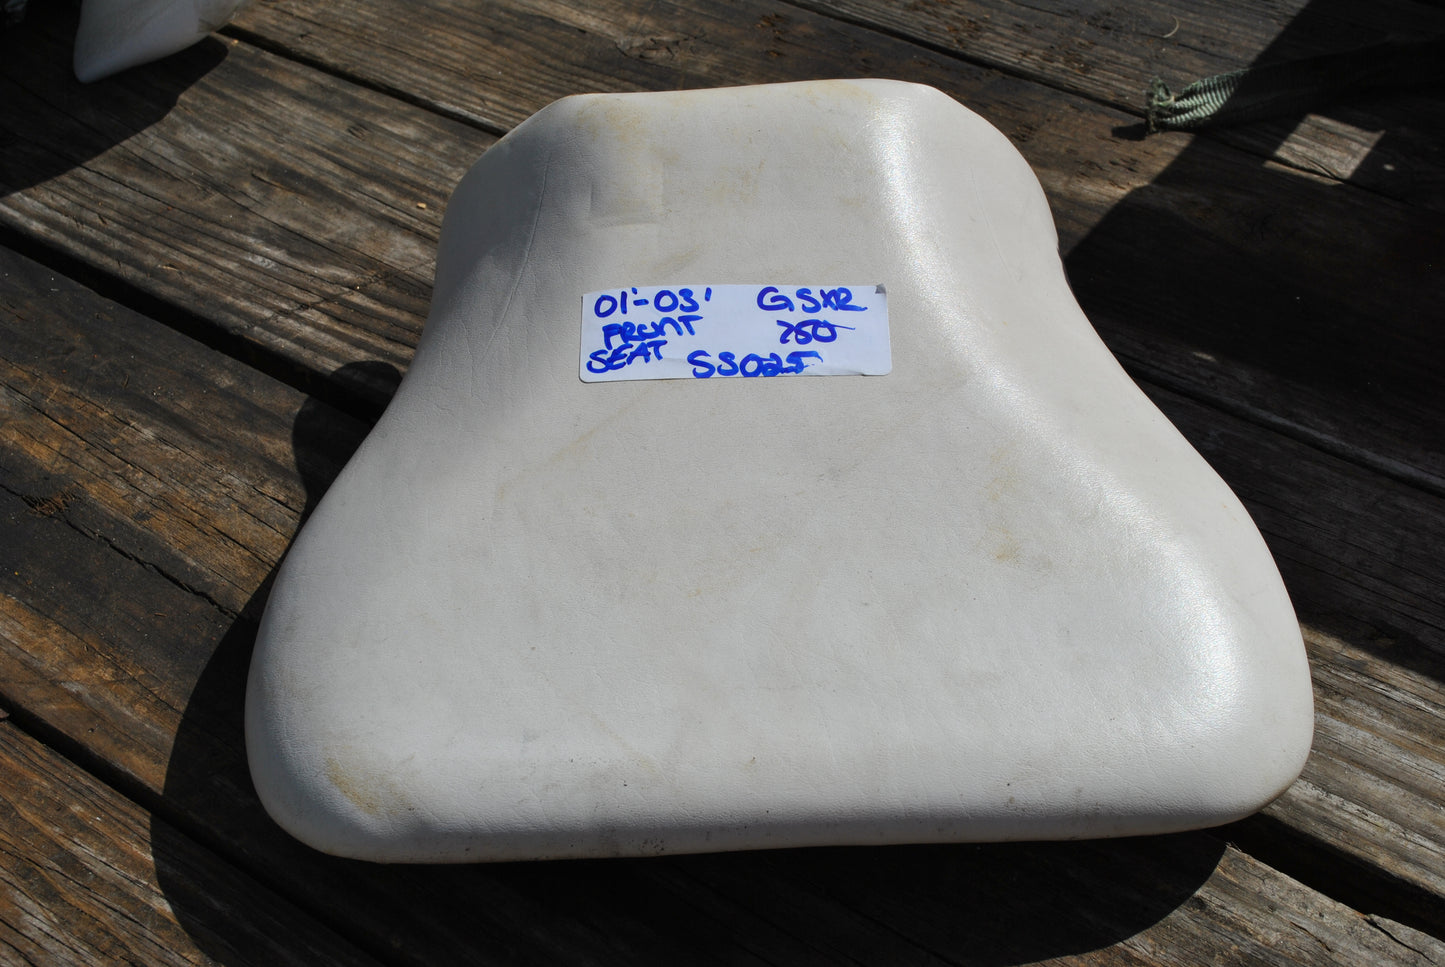 01'-03' GSXR
FRONT 750
SEAT SS025